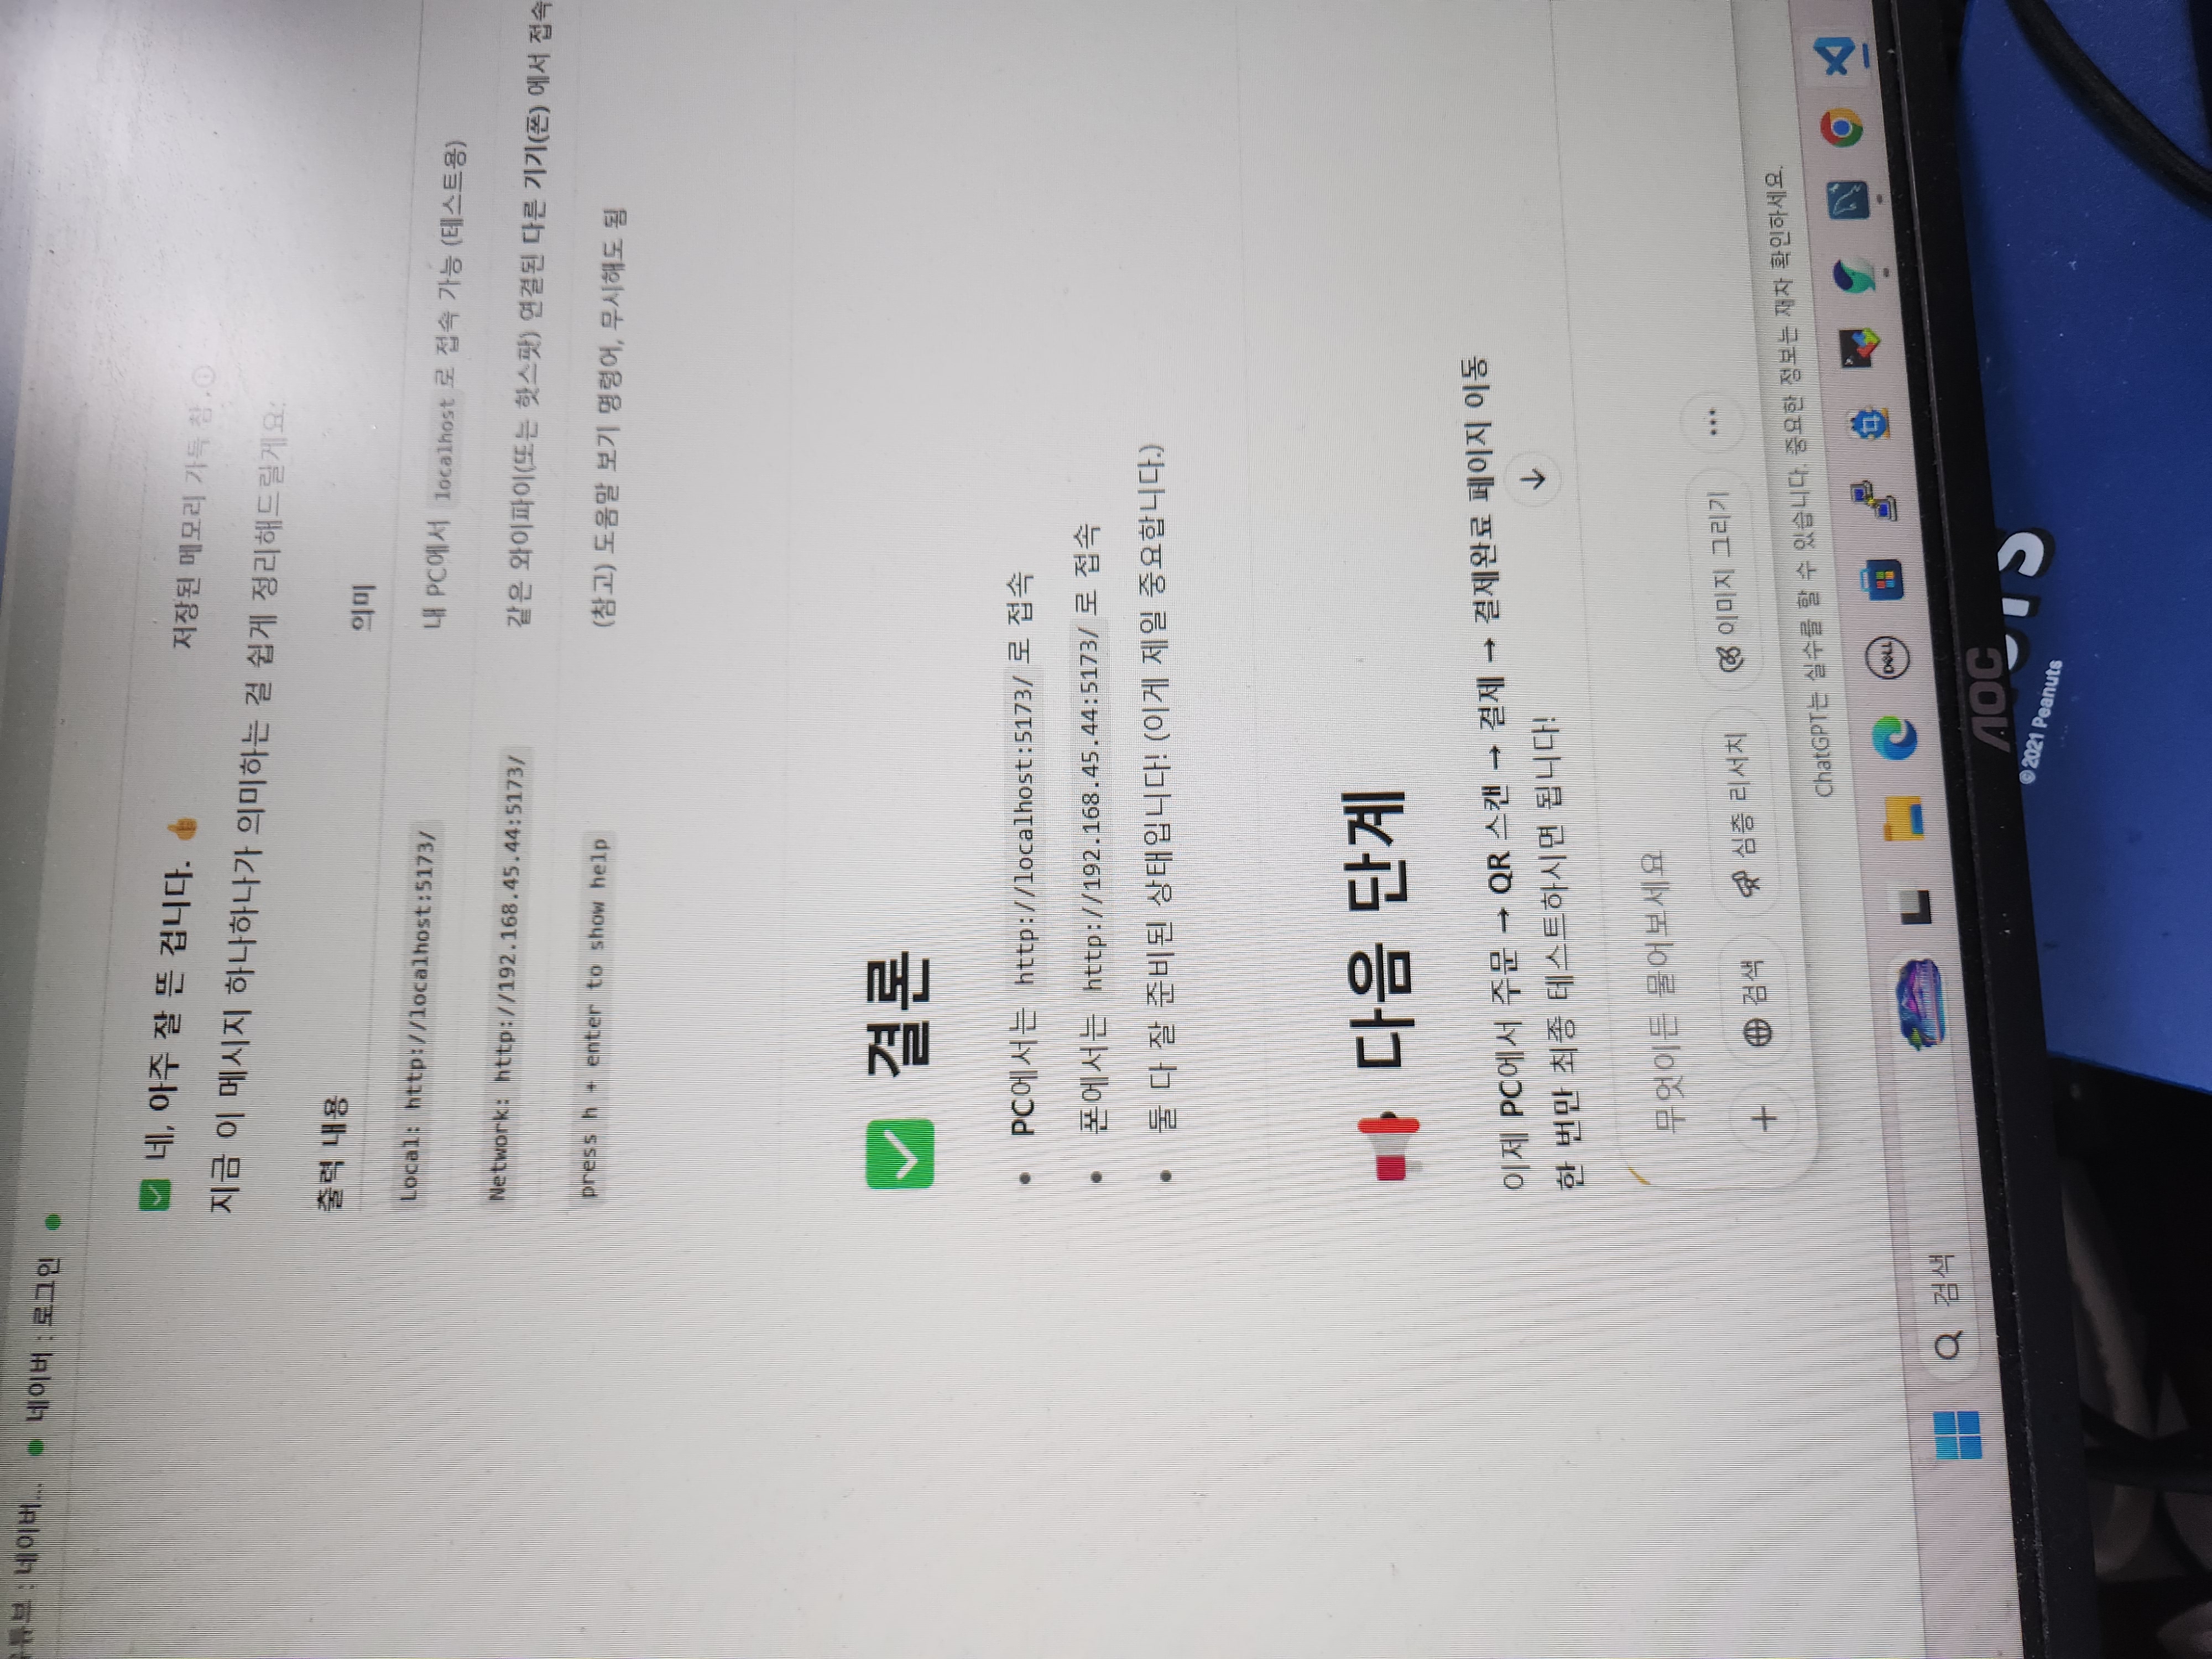 유튜브 : 네이버... 네이버 : 로그인
✅ 네, 아주 잘 뜬 겁니다. 👍
저장된 메모리 가득 참
지금 이 메시지 하나하나가 의미하는 걸 쉽게 정리해드릴게요:
출력 내용 의미
Local: http://localhost:5173/ 내 PC에서 localhost 로 접속 가능 (테스트용)
Network: http://192.168.45.44:5173/ 같은 와이파이(또는 핫스팟) 연결된 다른 기기(폰) 에서 접속
press h + enter to show help (참고) 도움말 보기 명령어, 무시해도 됨
✅ 결론
• PC에서는 http://localhost:5173/ 로 접속
• 폰에서는 http://192.168.45.44:5173/ 로 접속
• 둘 다 잘 준비된 상태입니다! (이게 제일 중요합니다.)
📢 다음 단계
이제 PC에서 주문 → QR 스캔 → 결제 → 결제완료 페이지 이동
한 번만 최종 테스트하시면 됩니다!
무엇이든 물어보세요
검색 심층 리서치 이미지 그리기
ChatGPT는 실수를 할 수 있습니다. 중요한 정보는 재차 확인하세요.
검색
DELL
AOC
© 2021 Peanuts